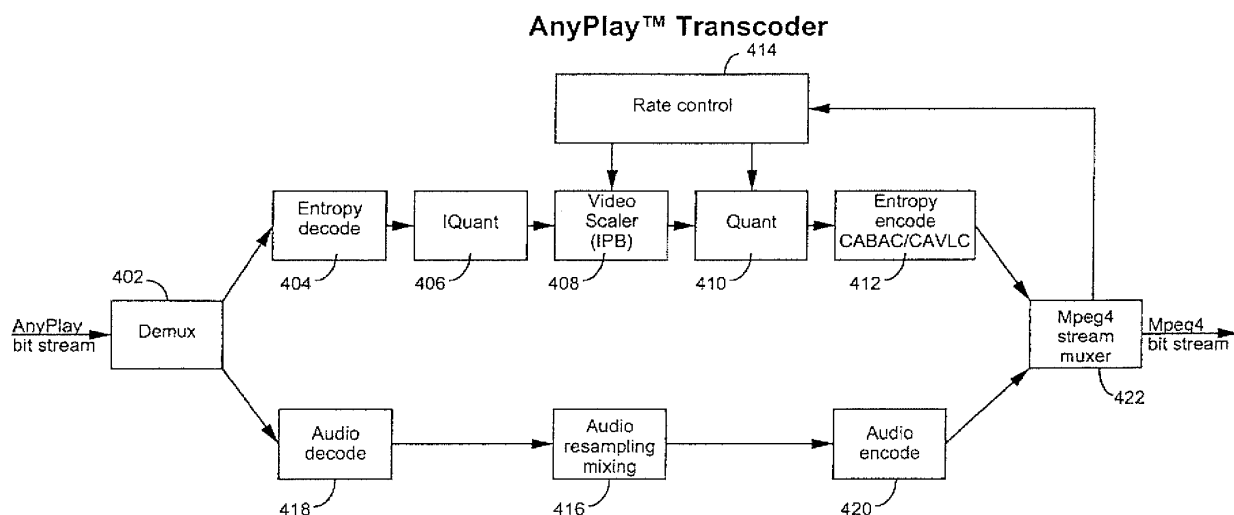 AnyPlay™ Transcoder
414
Rate control
Entropy
decode
404
IQuant
406
Video
Scaler
(IPB)
408
Quant
410
Entropy
encode
CABAC/CAVLC
412
402
AnyPlay
bit stream
Demux
Mpeg4
stream
muxer
422
Mpeg4
bit stream
Audio
decode
418
Audio
resampling
mixing
416
Audio
encode
420